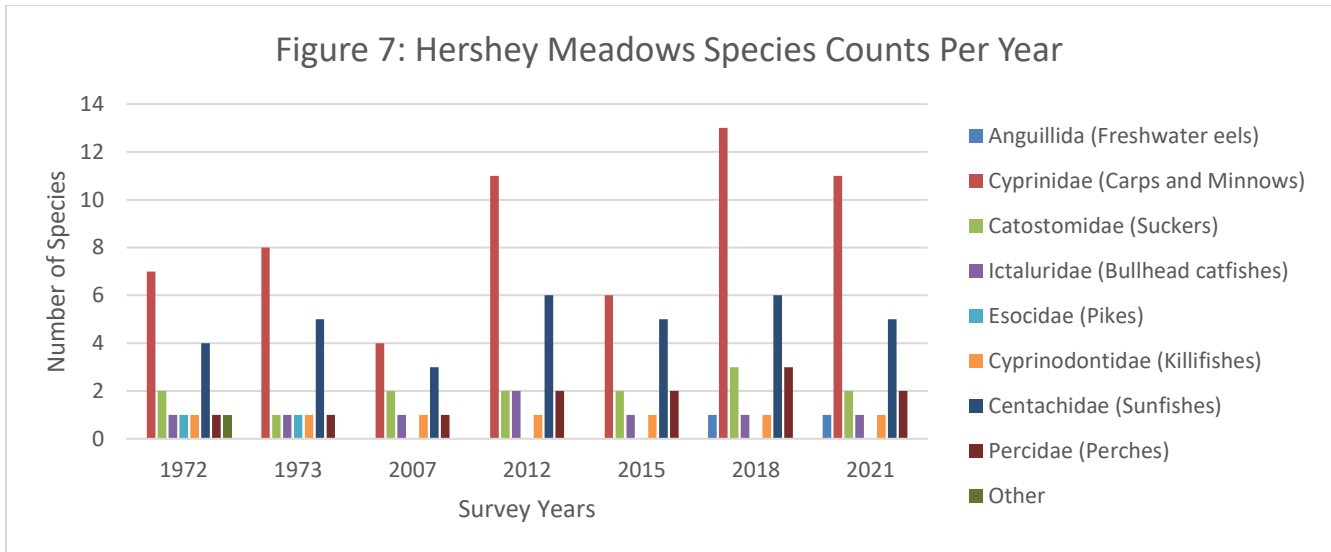 Figure 7: Hershey Meadows Species Counts Per Year
Number of Species
14
12
10
8
6
4
2
0
1972 1973 2007 2012 2015 2018 2021
Survey Years
Anguillida (Freshwater eels)
Cyprinidae (Carps and Minnows)
Catostomidae (Suckers)
Ictaluridae (Bullhead catfishes)
Esocidae (Pikes)
Cyprinodontidae (Killifishes)
Centachidae (Sunfishes)
Percidae (Perches)
Other